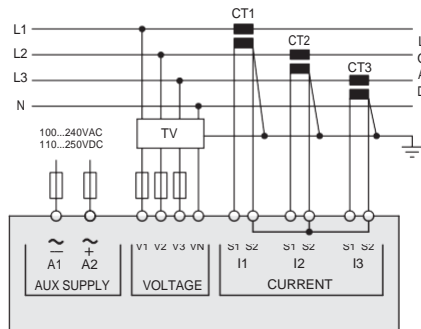 CT1
L1
L2
CT2
L
O
A
D
L3
CT3
N
100...240VAC
110...250VDC
TV
V1 V2 V3 VN
S1 S2 S1 S2 S1 S2
A1 A2
I1 I2 I3
AUX SUPPLY VOLTAGE CURRENT